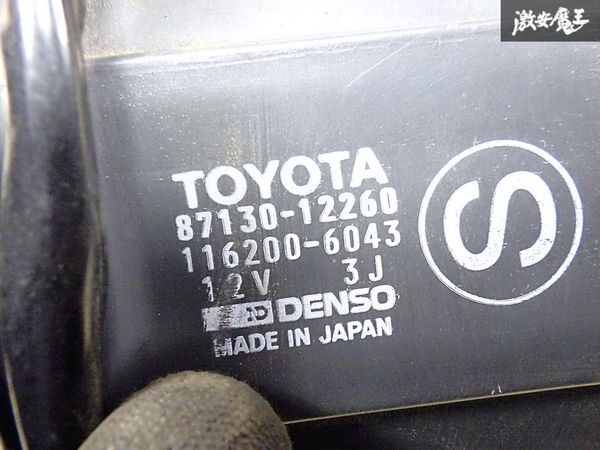 激安魔王
TOYOTA
87130-12260
116200-6043
12V 3J
DENSO
MADE IN JAPAN
S